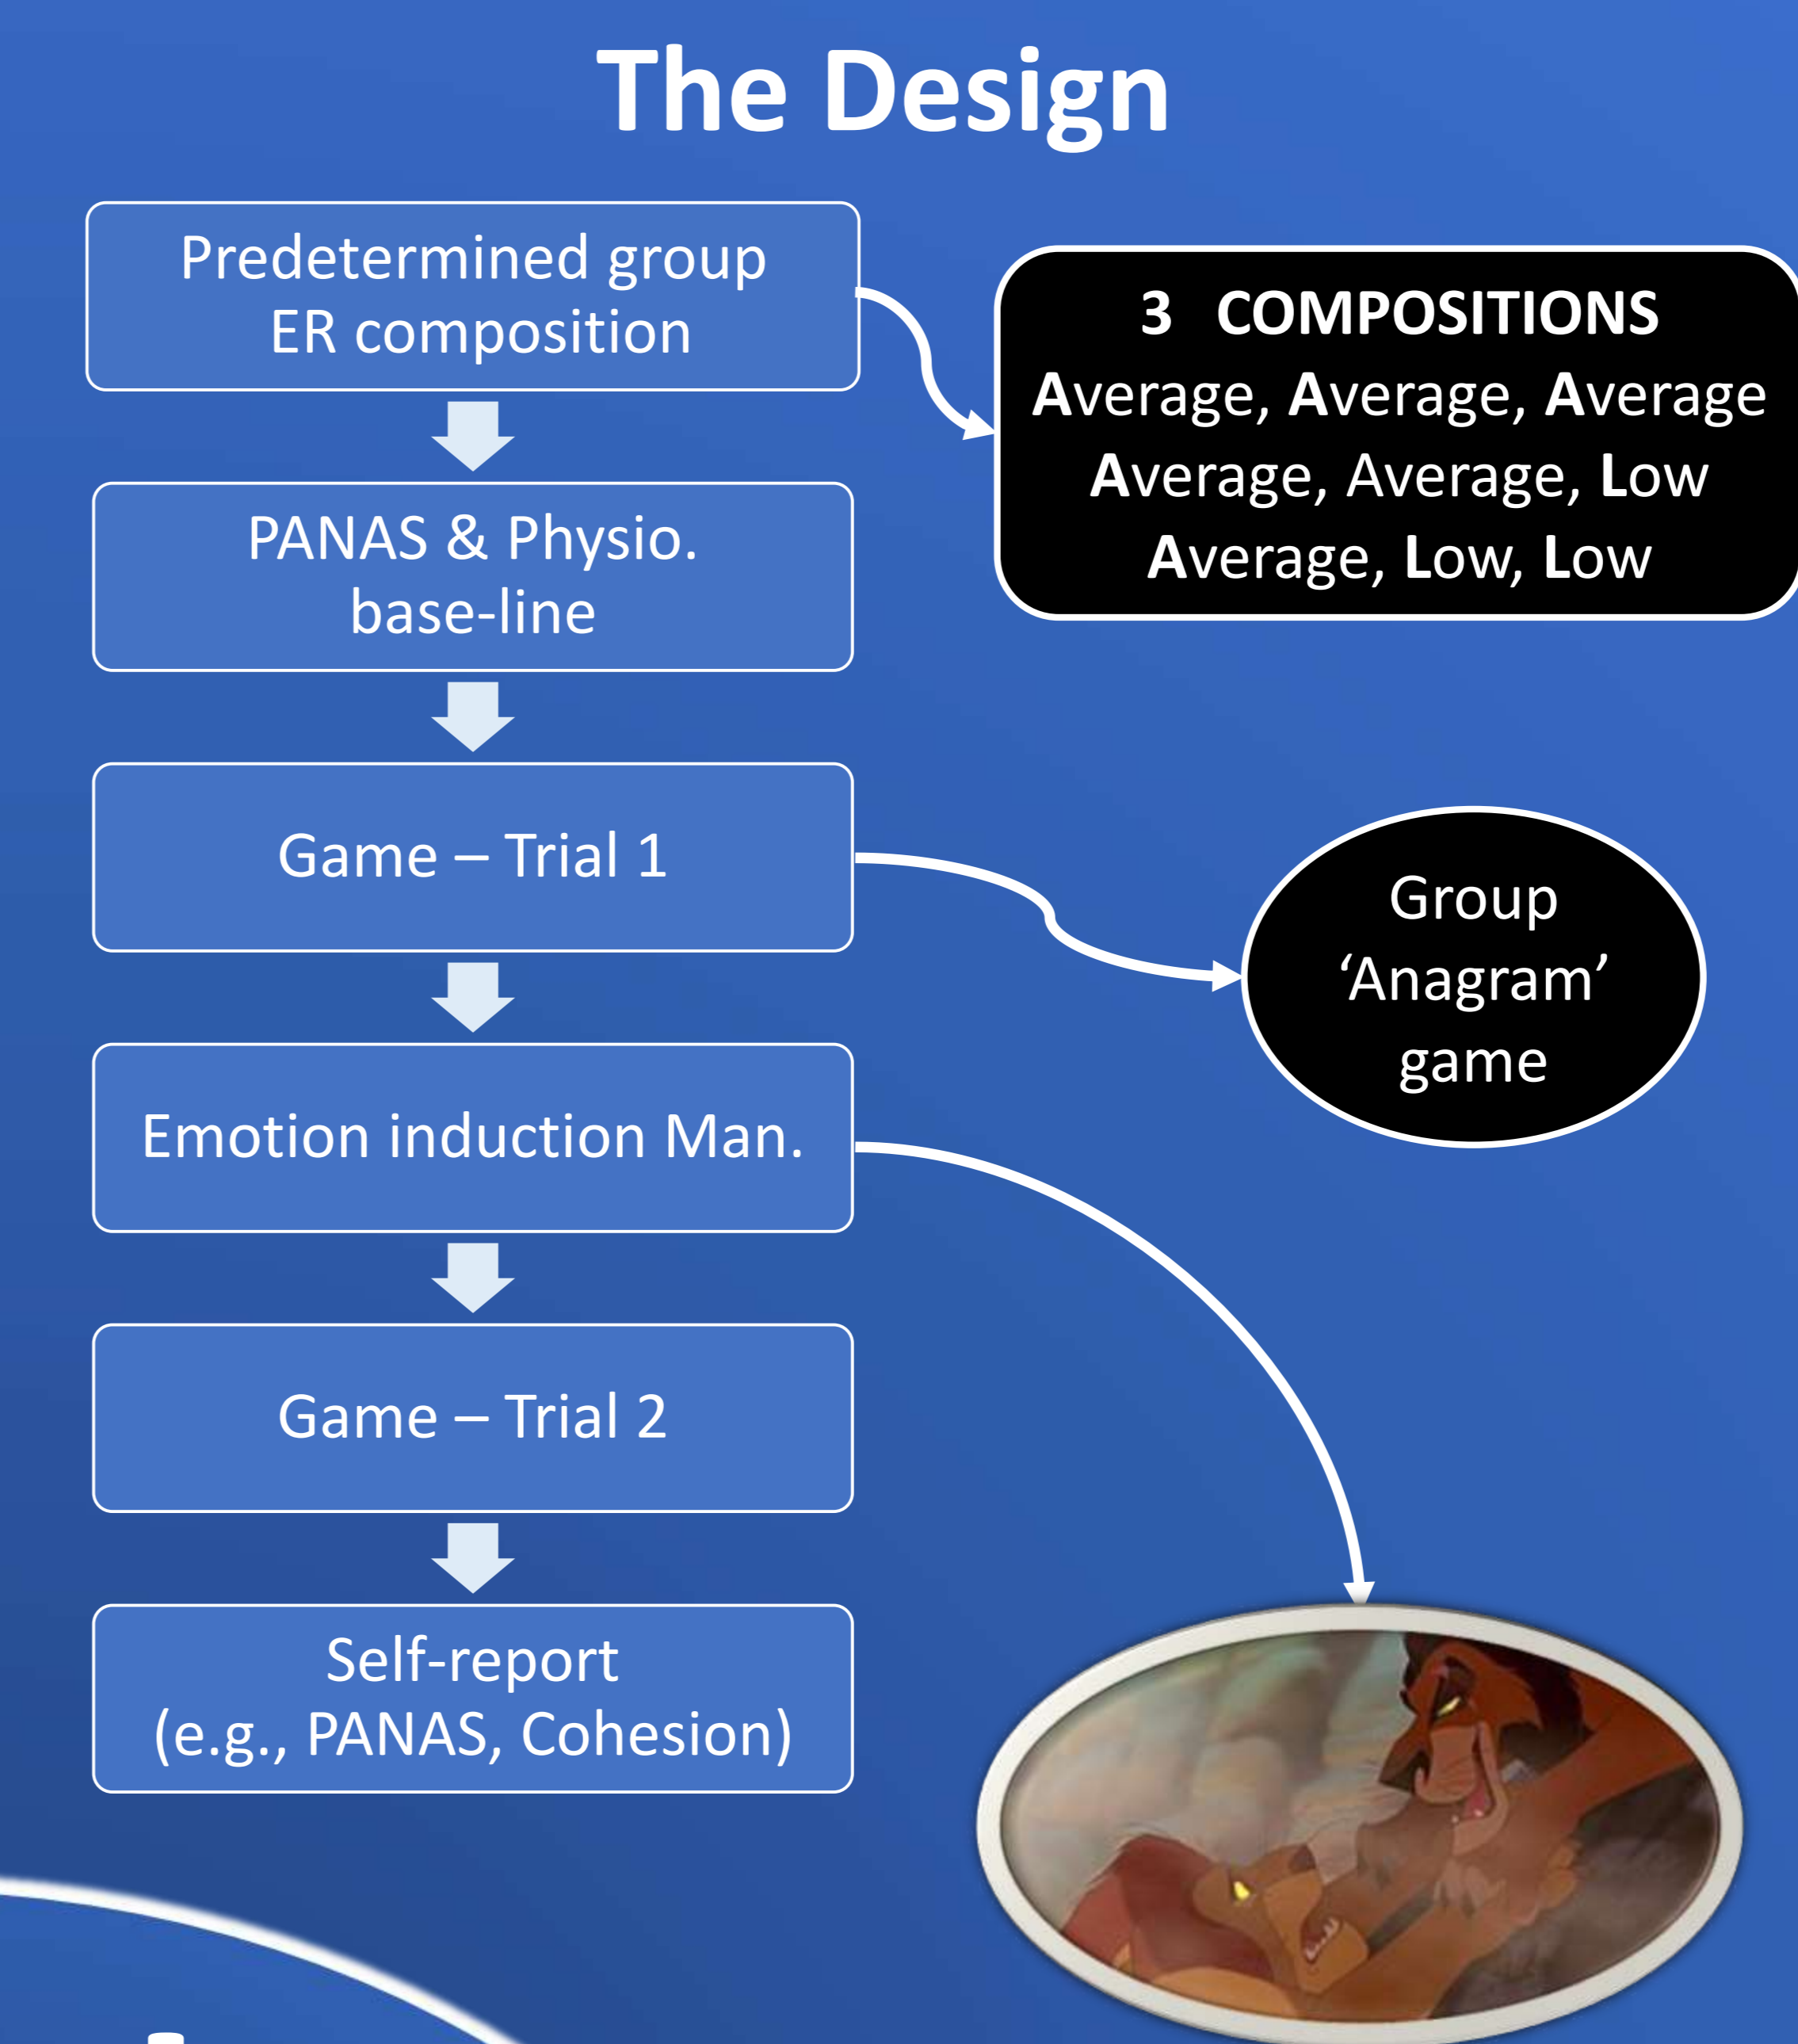 The Design
Predetermined group
ER composition
3 COMPOSITIONS
Average, Average, Average
Average, Average, Low
Average, Low, Low
PANAS & Physio.
base-line
Game – Trial 1
Group
‘Anagram’
game
Emotion induction Man.
Game – Trial 2
Self-report
(e.g., PANAS, Cohesion)